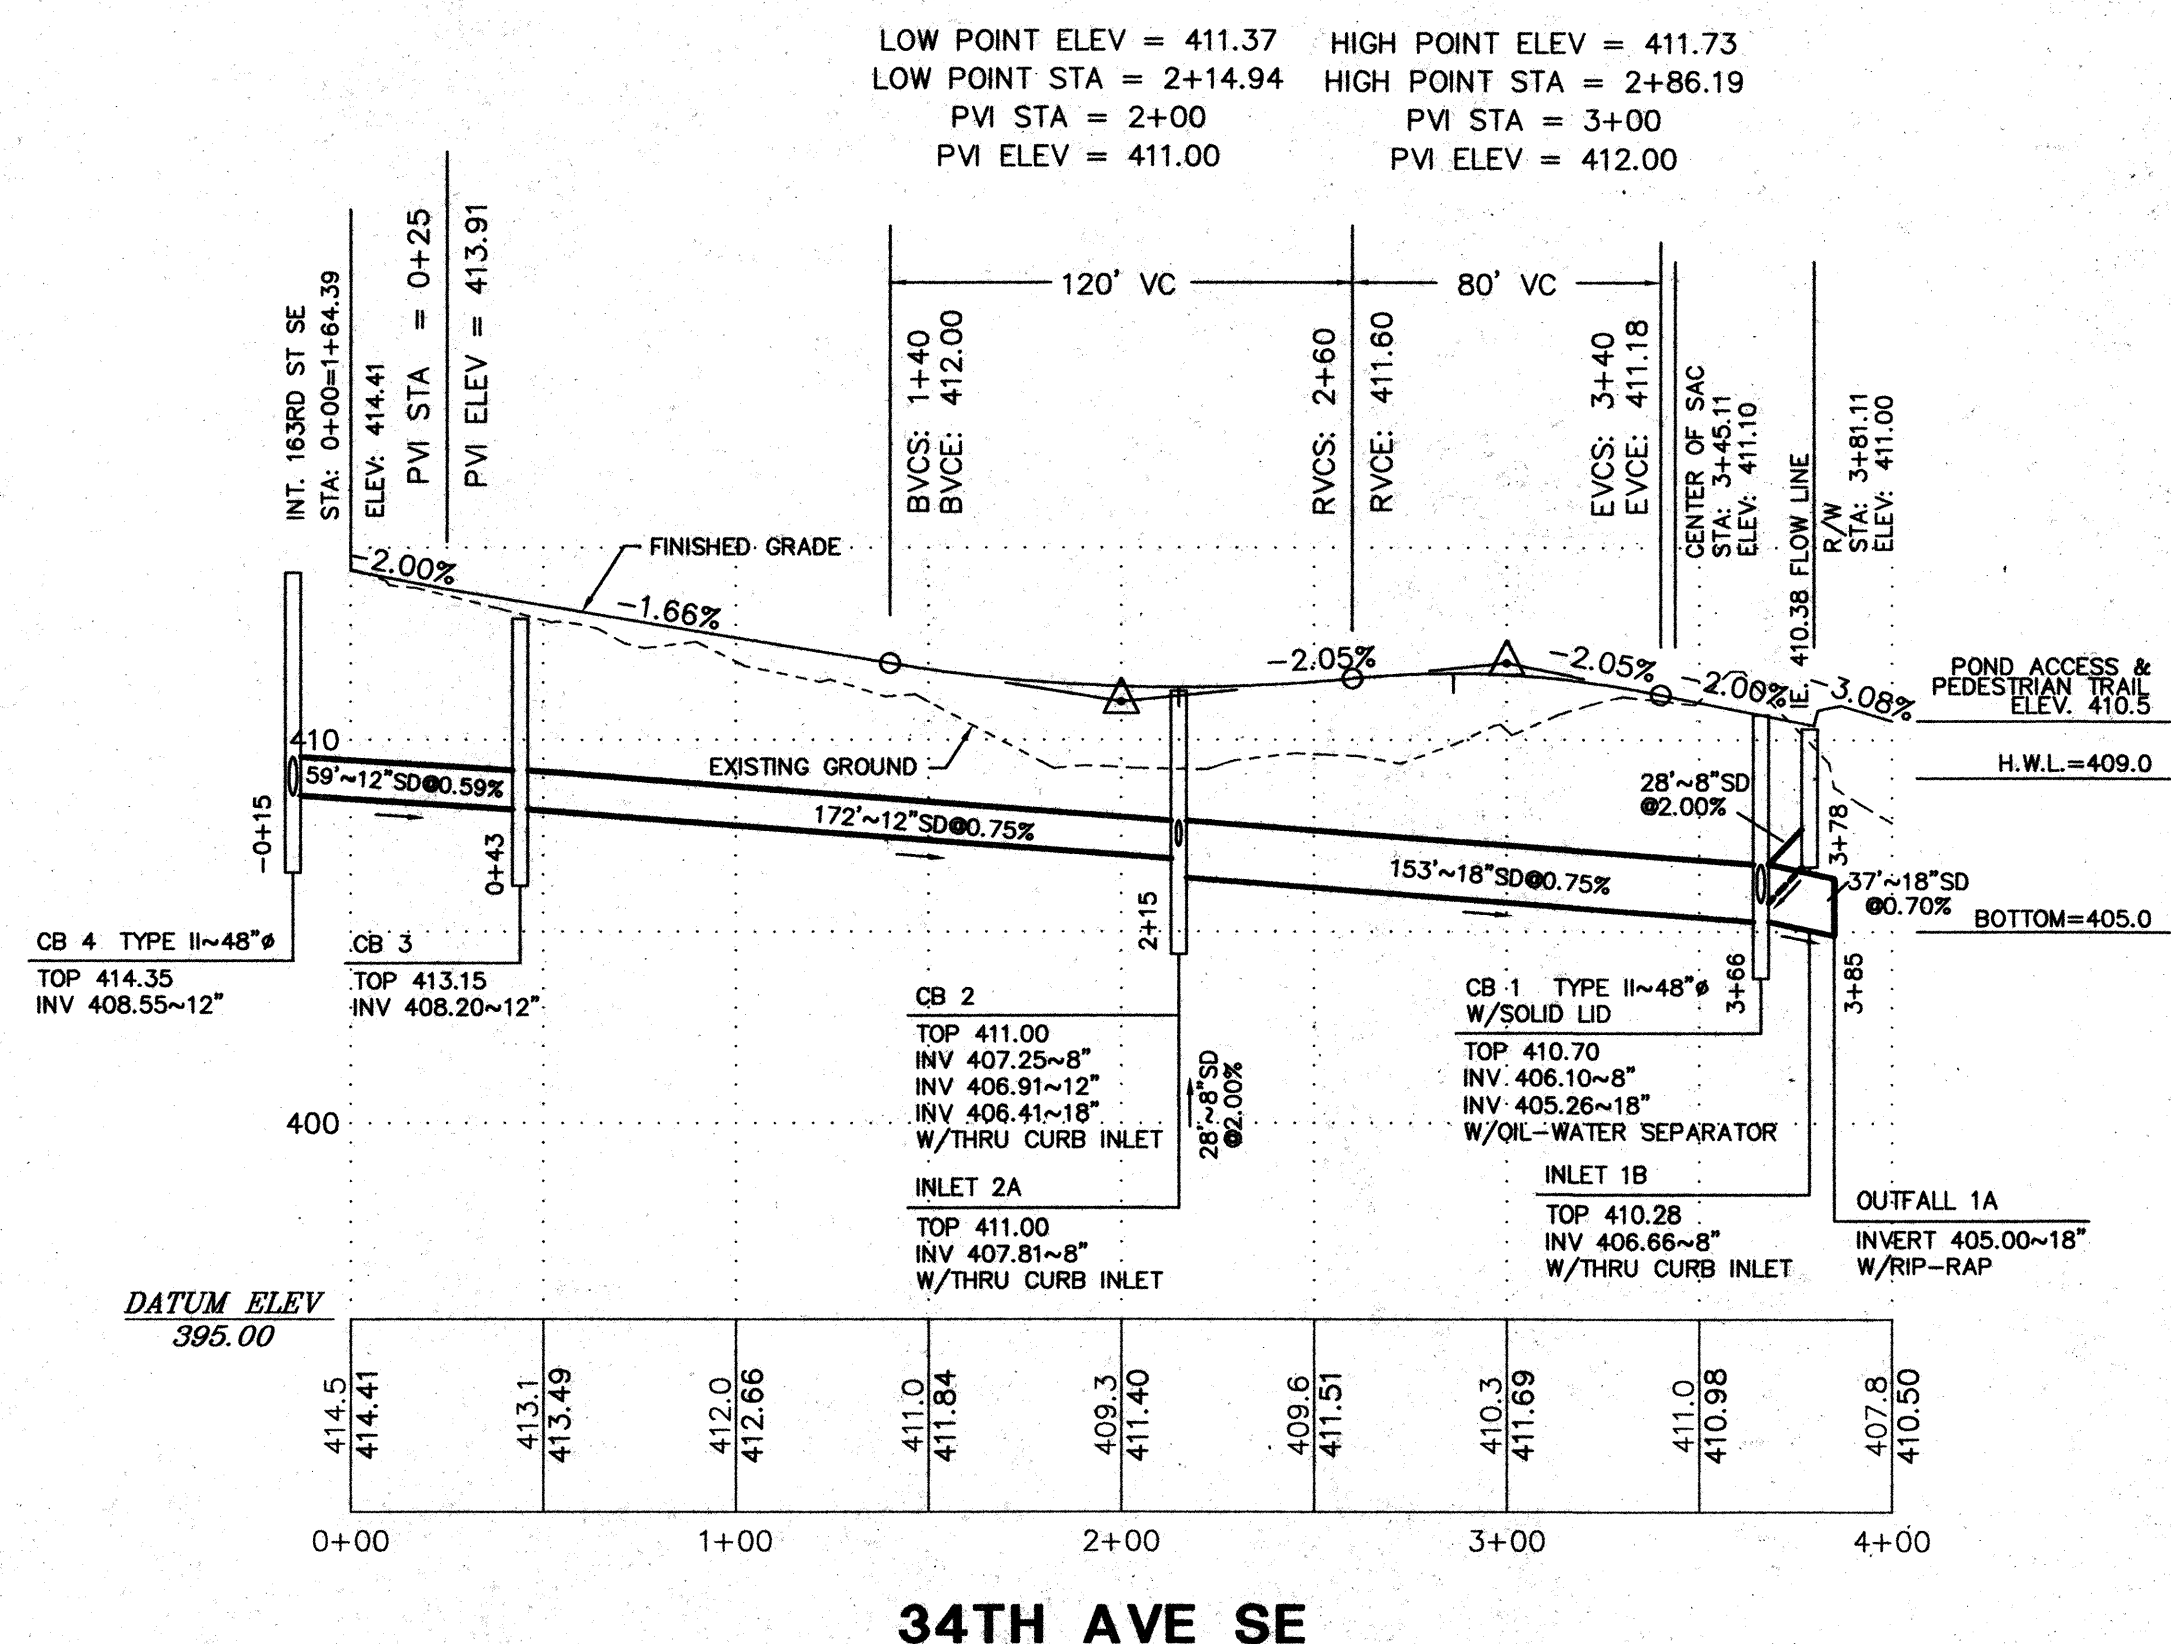 LOW POINT ELEV = 411.37
LOW POINT STA = 2+14.94
PVI STA = 2+00
PVI ELEV = 411.00
HIGH POINT ELEV = 411.73
HIGH POINT STA = 2+86.19
PVI STA = 3+00
PVI ELEV = 412.00
INT. 163RD ST SE
STA: 0+00=1+64.39
ELEV: 414.41
PVI STA = 0+25
PVI ELEV = 413.91
120' VC
80' VC
BVCS: 1+40
BVCE: 412.00
RVCS: 2+60
RVCE: 411.60
EVCS: 3+40
EVCE: 411.18
CENTER OF SAC
STA: 3+45.11
ELEV: 411.10
IE. 410.38 FLOW LINE
R/W
STA: 3+81.11
ELEV: 411.00
FINISHED GRADE
-2.00%
-1.66%
-2.05%
-2.05%
-2.00%
-3.08%
POND ACCESS &
PEDESTRIAN TRAIL
ELEV. 410.5
H.W.L.=409.0
BOTTOM=405.0
410
EXISTING GROUND
59'~12"SD@0.59%
172'~12"SD@0.75%
153'~18"SD@0.75%
28'~8"SD
@2.00%
37'~18"SD
@0.70%
-0+15
0+43
2+15
3+66
3+78
3+85
CB 4 TYPE II~48"ø
TOP 414.35
INV 408.55~12"
CB 3
TOP 413.15
INV 408.20~12"
CB 2
TOP 411.00
INV 407.25~8"
INV 406.91~12"
INV 406.41~18"
W/THRU CURB INLET
INLET 2A
TOP 411.00
INV 407.81~8"
W/THRU CURB INLET
28'~8"SD
@2.00%
CB 1 TYPE II~48"ø
W/SOLID LID
TOP 410.70
INV 406.10~8"
INV 405.26~18"
W/OIL-WATER SEPARATOR
INLET 1B
TOP 410.28
INV 406.66~8"
W/THRU CURB INLET
OUTFALL 1A
INVERT 405.00~18"
W/RIP-RAP
400
DATUM ELEV
395.00
414.5
414.41
413.1
413.49
412.0
412.66
411.0
411.84
409.3
411.40
409.6
411.51
410.3
411.69
411.0
410.98
407.8
410.50
0+00
1+00
2+00
3+00
4+00
34TH AVE SE